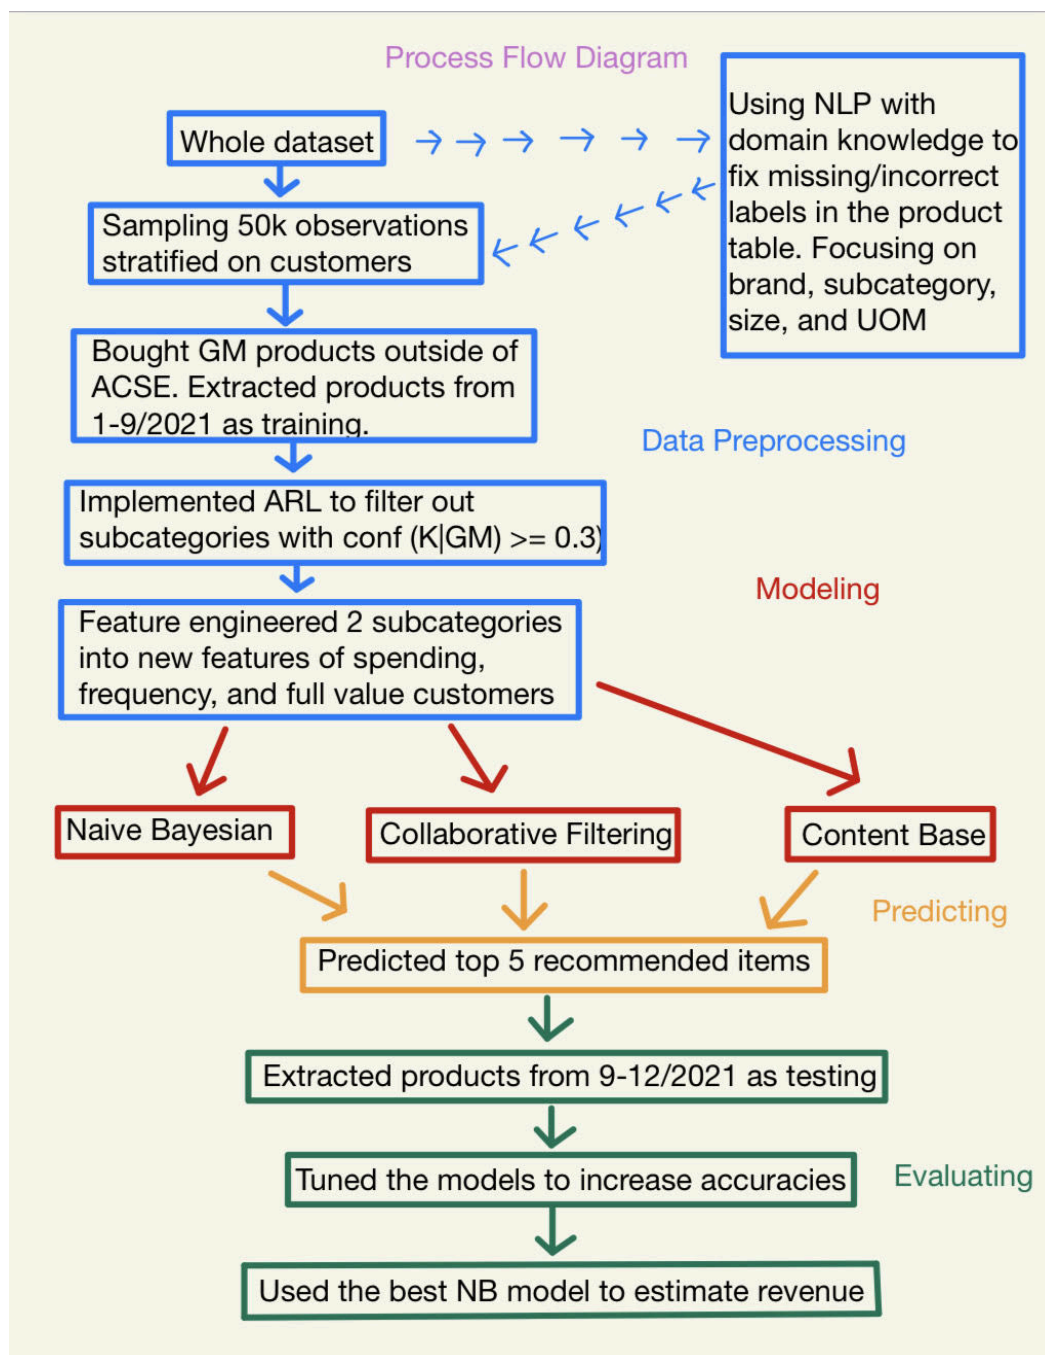 Process Flow Diagram
Whole dataset
Using NLP with
domain knowledge to
fix missing/incorrect
labels in the product
table. Focusing on
brand, subcategory,
size, and UOM
Sampling 50k observations
stratified on customers
Bought GM products outside of
ACSE. Extracted products from
1-9/2021 as training.
Data Preprocessing
Implemented ARL to filter out
subcategories with conf (K|GM) >= 0.3)
Modeling
Feature engineered 2 subcategories
into new features of spending,
frequency, and full value customers
Naive Bayesian
Collaborative Filtering
Content Base
Predicting
Predicted top 5 recommended items
Extracted products from 9-12/2021 as testing
Tuned the models to increase accuracies
Evaluating
Used the best NB model to estimate revenue